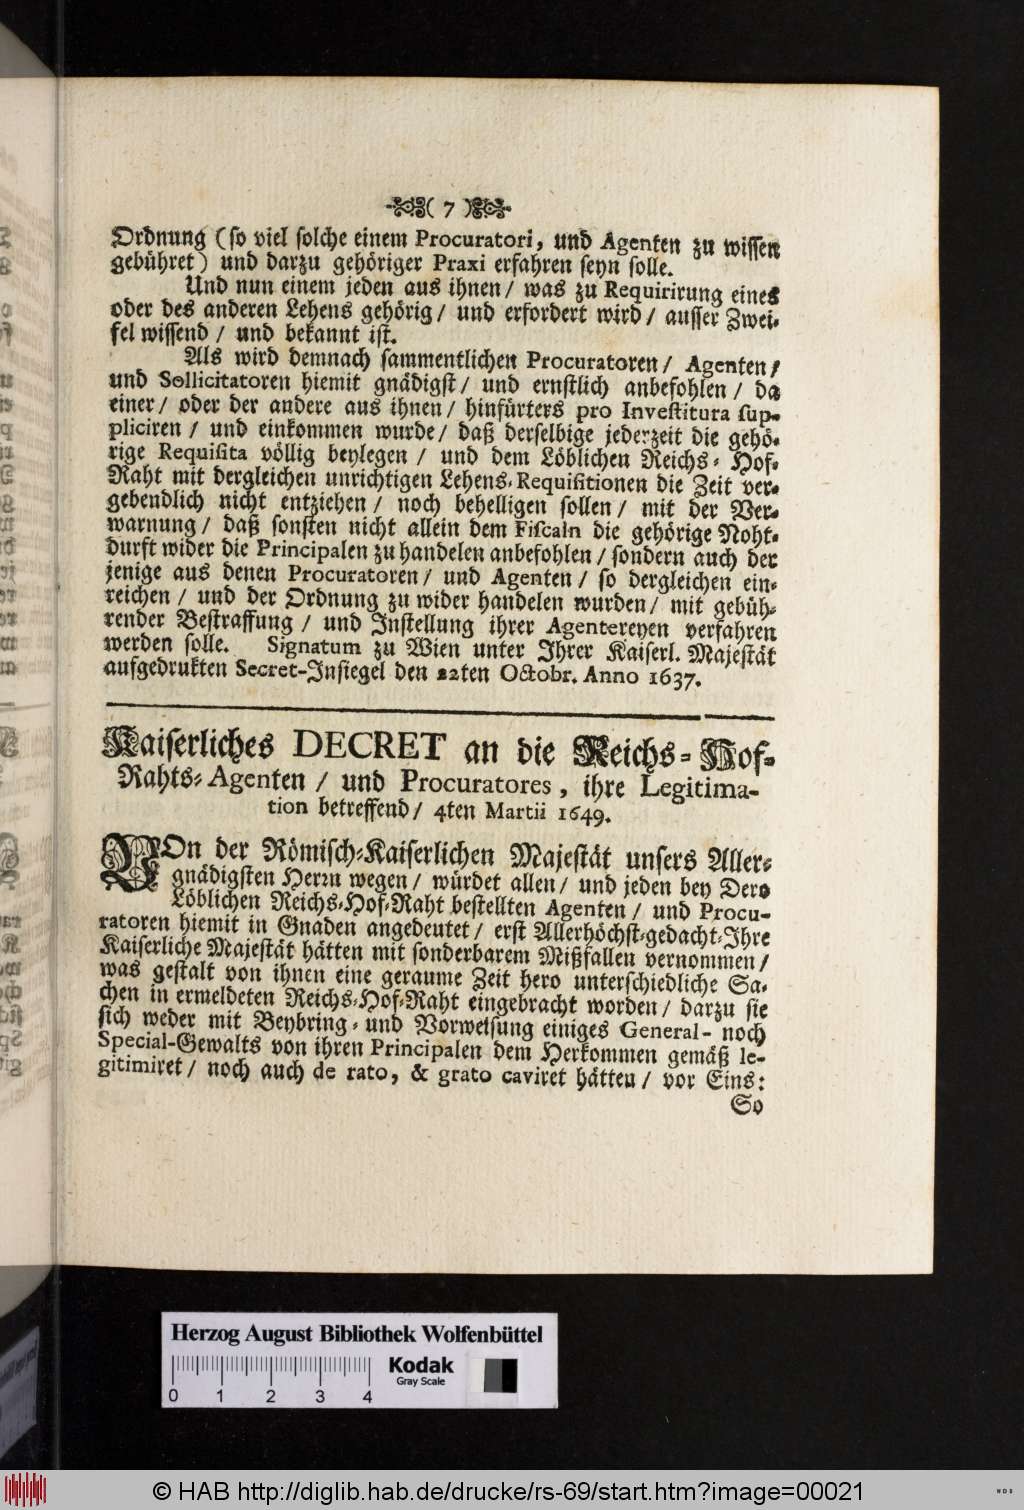 ( 7 )
Ordnung (so viel solche einem Procuratori, und Agenten zu wissen
gebühret) und darzu gehöriger Praxi erfahren seyn solle.
Und nun einem jeden aus ihnen / was zu Requirirung eines
oder des anderen Lehens gehörig / und erfordert wird / ausser Zwei-
fel wissend / und bekannt ist.
Als wird demnach sammentlichen Procuratoren / Agenten /
und Sollicitatoren hiemit gnädigst / und ernstlich anbefohlen / da
einer / oder der andere aus ihnen / hinfürters pro Investitura sup-
pliciren / und einkommen wurde / daß derselbige jederzeit die gehö-
rige Requisita völlig beylegen / und dem Löblichen Reichs-Hof-
Raht mit dergleichen unrichtigen Lehens-Requisitionen die Zeit ver-
gebendlich nicht entziehen / noch behelligen sollen / mit der Ver-
warnung / daß sonsten nicht allein dem Fiscaln die gehörige Noht-
durft wider die Principalen zu handelen anbefohlen / sondern auch der
jenige aus denen Procuratoren / und Agenten / so dergleichen ein-
reichen / und der Ordnung zu wider handelen wurden / mit gebüh-
render Bestraffung / und Instellung ihrer Agentereyen verfahren
werden solle. Signatum zu Wien unter Ihrer Kaiserl. Majestät
aufgedrukten Secret-Insiegel den 22ten Octobr. Anno 1637.
Kaiserliches DECRET an die Reichs-Hof-
Rahts-Agenten / und Procuratores, ihre Legitima-
tion betreffend / 4ten Martii 1649.
VOn der Römisch-Kaiserlichen Majestät unsers Aller-
gnädigsten Herrn wegen / würdet allen / und jeden bey Dero
Löblichen Reichs-Hof-Raht bestellten Agenten / und Procu-
ratoren hiemit in Gnaden angedeutet / erst Allerhöchst-gedacht-Ihre
Kaiserliche Majestät hätten mit sonderbarem Mißfallen vernommen /
was gestalt von ihnen eine geraume Zeit hero unterschiedliche Sa-
chen in ermeldeten Reichs-Hof-Raht eingebracht worden / darzu sie
sich weder mit Beybring- und Vorweisung einiges General- noch
Special-Gewalts von ihren Principalen dem Herkommen gemäß le-
gitimiret / noch auch de rato, & grato caviret hätten / vor Eins:
So
Herzog August Bibliothek Wolfenbüttel
Kodak
Gray Scale
0 1 2 3 4
© HAB http://diglib.hab.de/drucke/rs-69/start.htm?image=00021